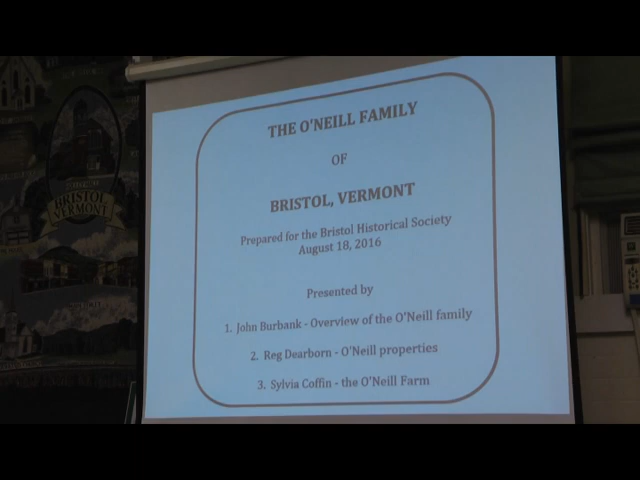 THE O'NEILL FAMILY
OF
BRISTOL, VERMONT
Prepared for the Bristol Historical Society
August 18, 2016
Presented by
1. John Burbank - Overview of the O'Neill family
2. Reg Dearborn - O'Neill properties
3. Sylvia Coffin - the O'Neill Farm
BRISTOL
VERMONT